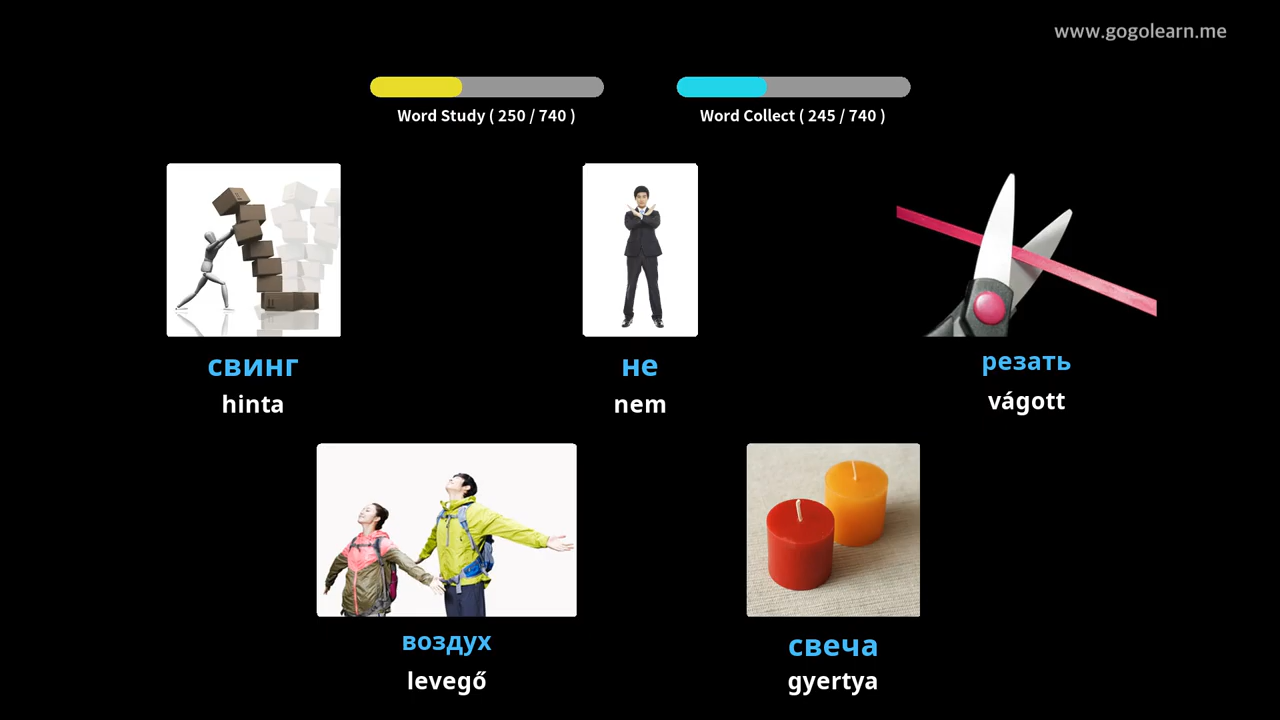 www.gogolearn.me
Word Study ( 250 / 740 )
Word Collect ( 245 / 740 )
свинг
hinta
не
nem
резать
vágott
воздух
levegő
свеча
gyertya